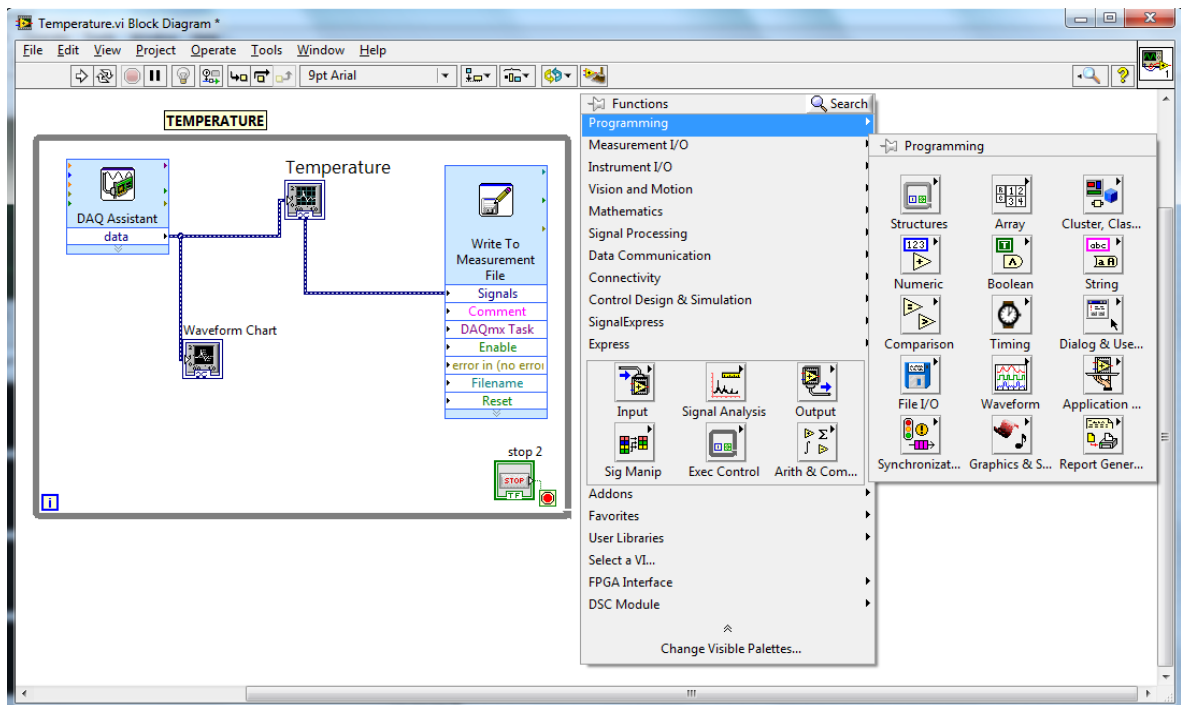 Temperature.vi Block Diagram *
File Edit View Project Operate Tools Window Help
9pt Arial
1
TEMPERATURE
DAQ Assistant
data
Temperature
Waveform Chart
Write To
Measurement
File
Signals
Comment
DAQmx Task
Enable
error in (no erro
Filename
Reset
stop 2
STOP
TF
i
Functions
Search
Programming
Measurement I/O
Instrument I/O
Vision and Motion
Mathematics
Signal Processing
Data Communication
Connectivity
Control Design & Simulation
SignalExpress
Express
Input Signal Analysis Output
Sig Manip Exec Control Arith & Com...
Addons
Favorites
User Libraries
Select a VI...
FPGA Interface
DSC Module
Change Visible Palettes...
Programming
Structures Array Cluster, Clas...
123
abc
Numeric Boolean String
Comparison Timing Dialog & Use...
File I/O Waveform Application ...
Synchronizat... Graphics & S... Report Gener...